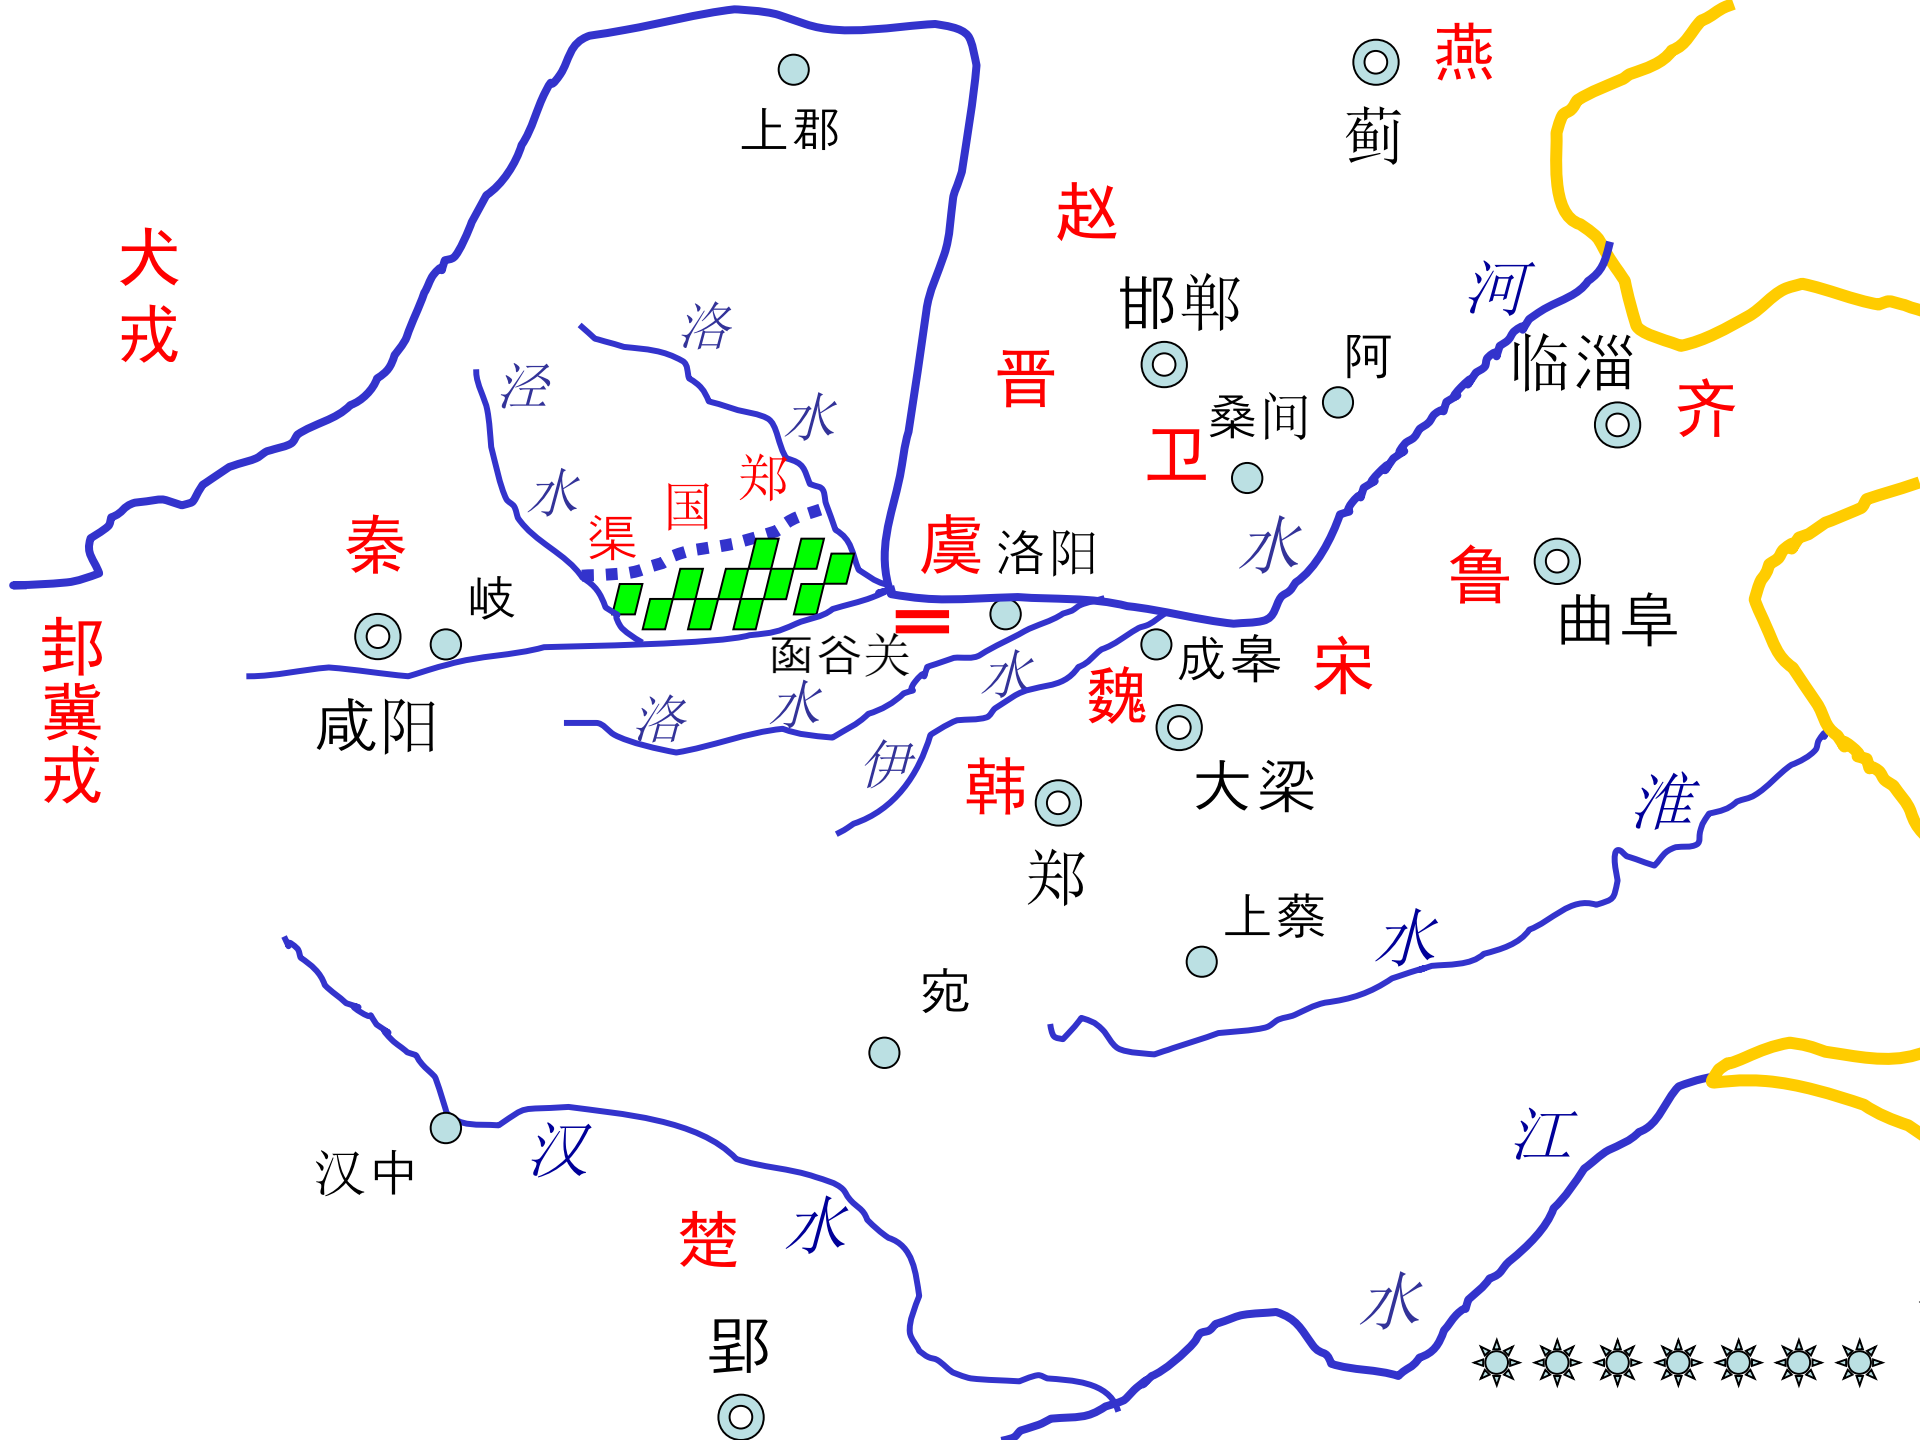 燕
上郡
蓟
赵
犬戎
河
邯郸
洛
阿
临淄
晋
泾
齐
桑间
水
卫
郑
水
国
秦
渠
虞
洛阳
水
鲁
岐
曲阜
函谷关
成皋
宋
邽冀戎
水
魏
水
洛
咸阳
伊
韩
大梁
淮
郑
上蔡
水
宛
汉
江
汉中
楚
水
水
郢